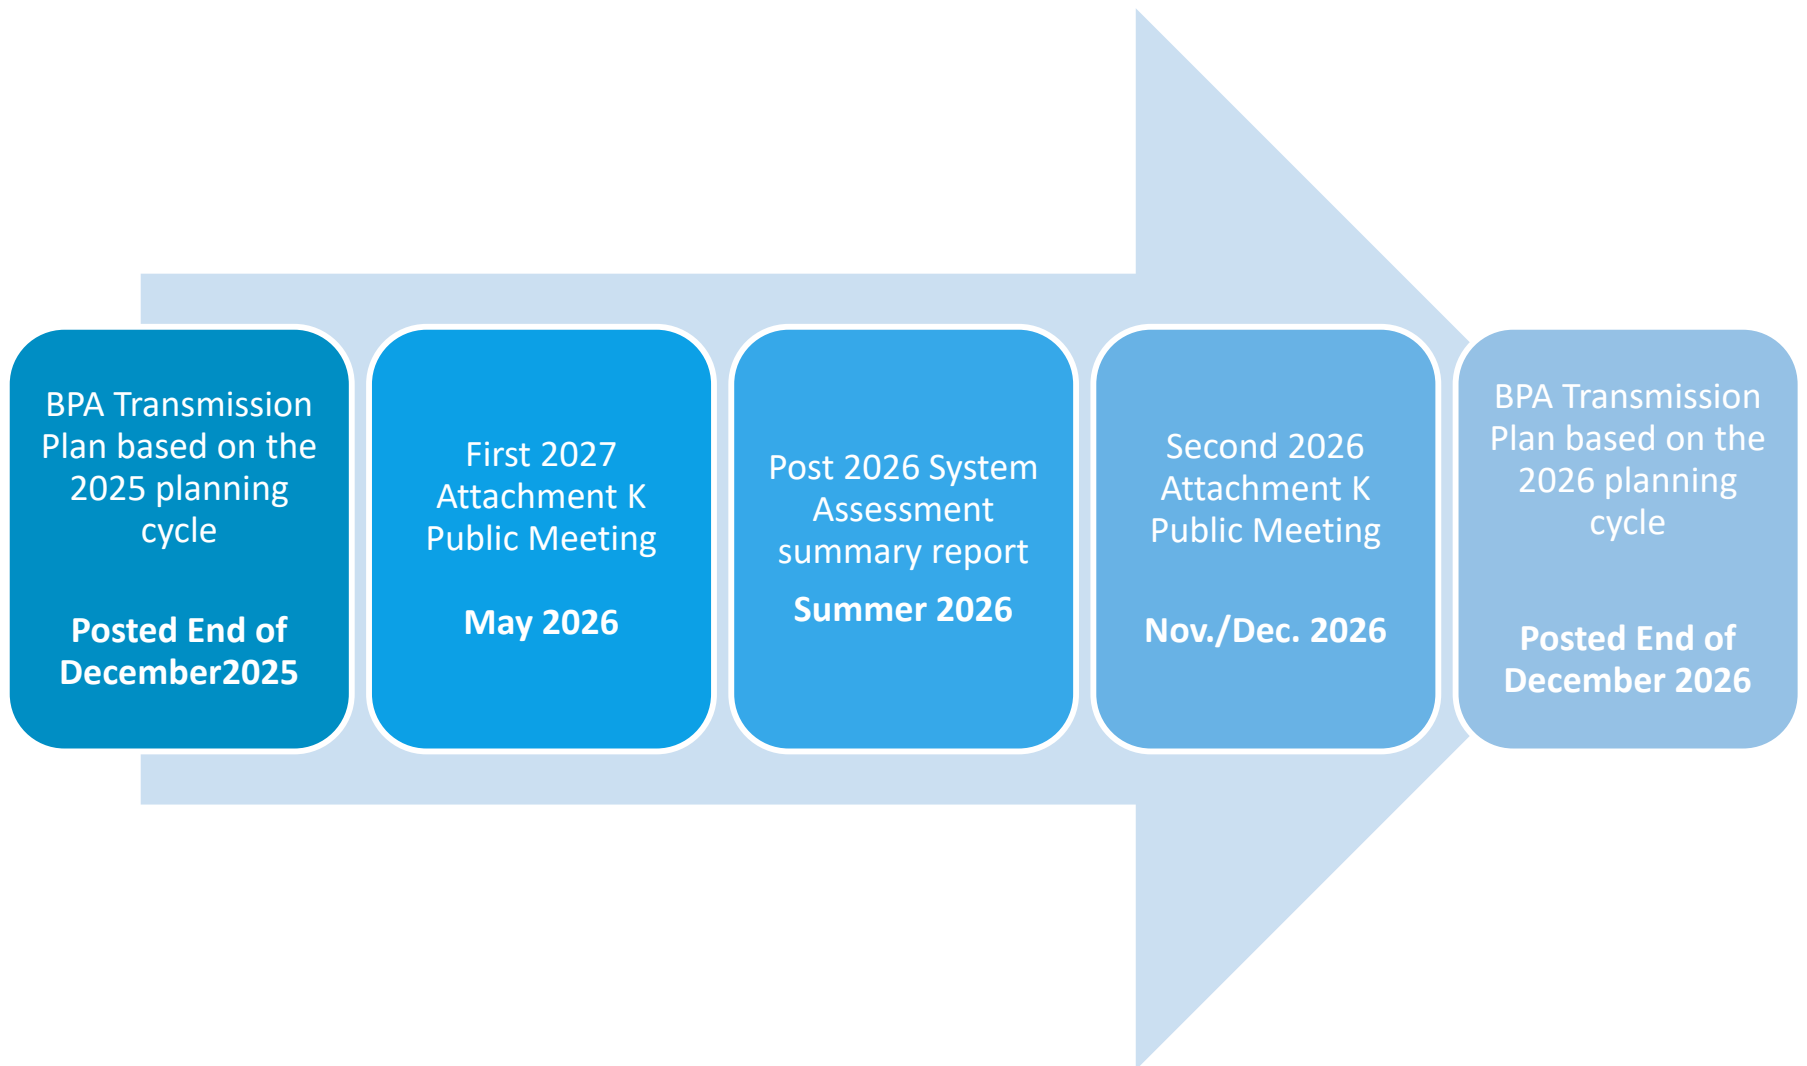 BPA Transmission
Plan based on the
2025 planning
cycle
Posted End of
December2025
First 2027
Attachment K
Public Meeting
May 2026
Post 2026 System
Assessment
summary report
Summer 2026
Second 2026
Attachment K
Public Meeting
Nov./Dec. 2026
BPA Transmission
Plan based on the
2026 planning
cycle
Posted End of
December 2026